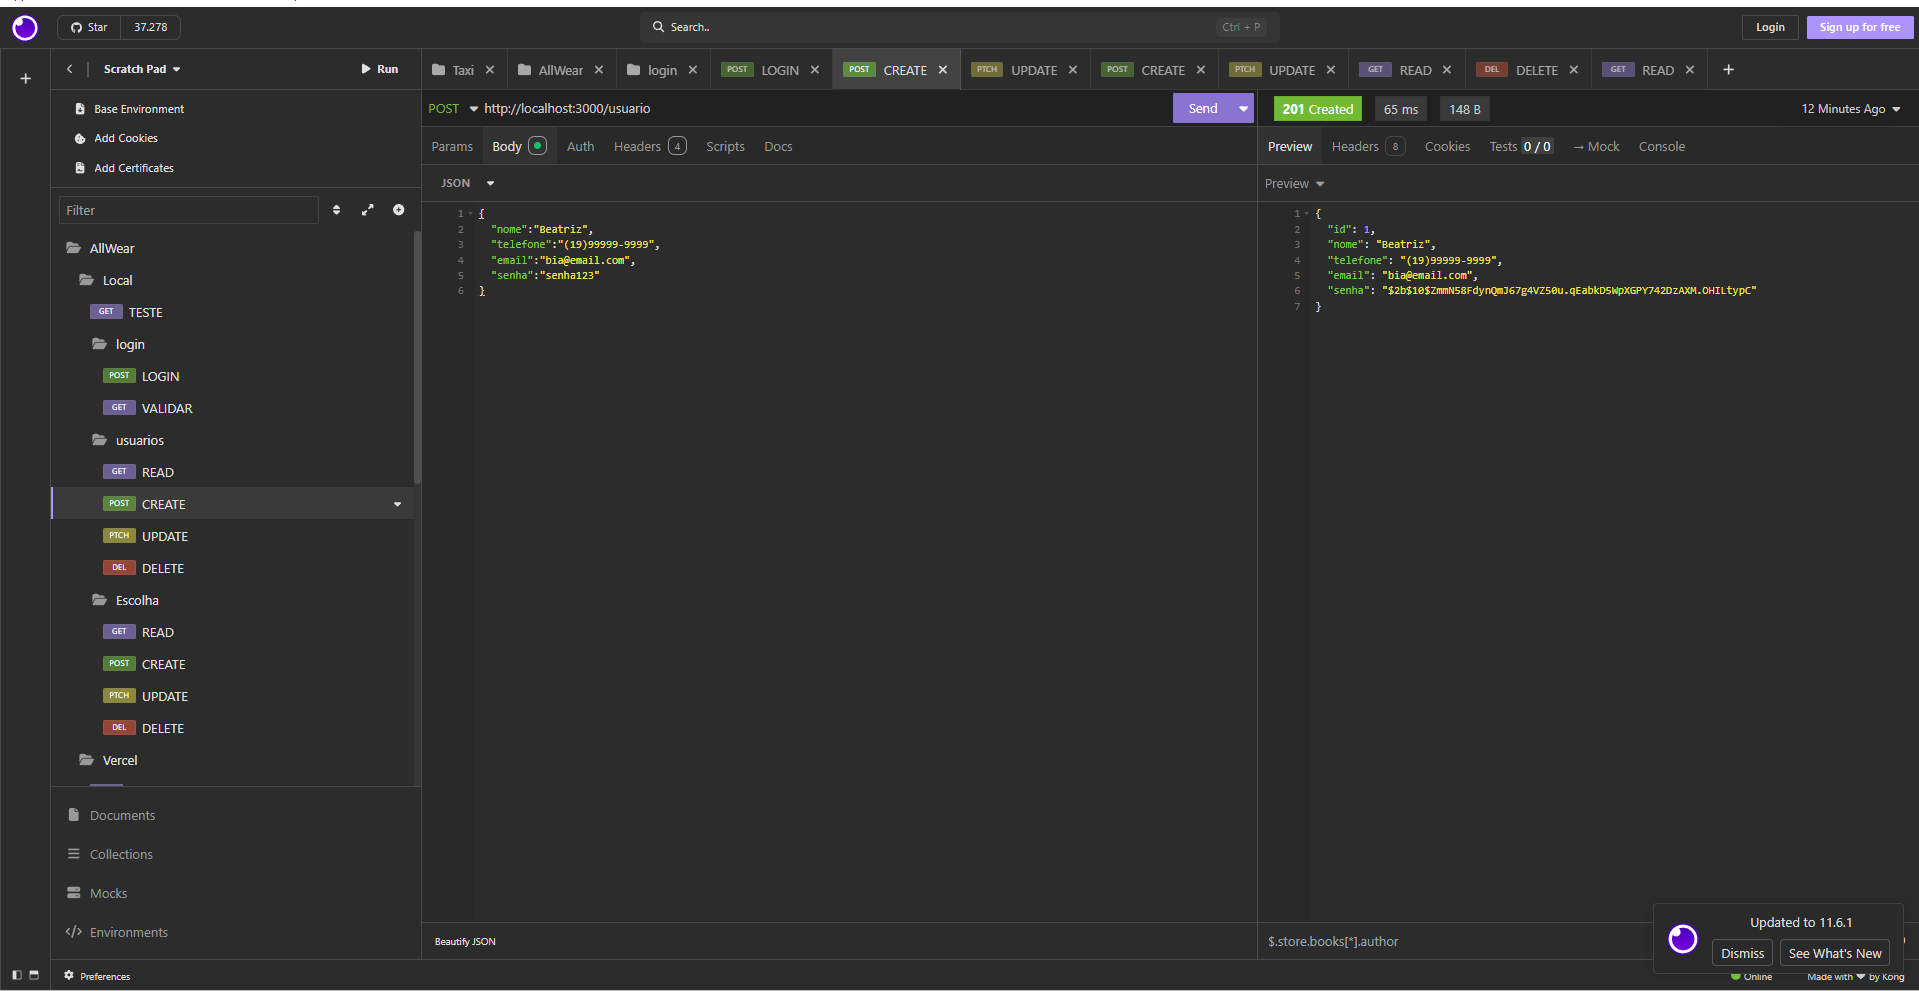 Star 37.278
Search.. Ctrl + P
Login Sign up for free
Scratch Pad Run
Taxi AllWear login POST LOGIN POST CREATE PTCH UPDATE POST CREATE PTCH UPDATE GET READ DEL DELETE GET READ
Base Environment
Add Cookies
Add Certificates
Filter
AllWear
Local
GET TESTE
login
POST LOGIN
GET VALIDAR
usuarios
GET READ
POST CREATE
PTCH UPDATE
DEL DELETE
Escolha
GET READ
POST CREATE
PTCH UPDATE
DEL DELETE
Vercel
Documents
Collections
Mocks
Environments
Preferences
POST http://localhost:3000/usuario Send
Params Body Auth Headers 4 Scripts Docs
JSON
1 {
2 "nome":"Beatriz",
3 "telefone":"(19)99999-9999",
4 "email":"bia@email.com",
5 "senha":"senha123"
6 }
Beautify JSON
201 Created 65 ms 148 B 12 Minutes Ago
Preview Headers 8 Cookies Tests 0 / 0 → Mock Console
Preview
1 {
2 "id": 1,
3 "nome": "Beatriz",
4 "telefone": "(19)99999-9999",
5 "email": "bia@email.com",
6 "senha": "$2b$10$ZmmN58FdynQmJ67g4VZ50u.qEabkD5WpXGPY742DzAXM.OHILtypC"
7 }
$.store.books[*].author
Updated to 11.6.1
Dismiss See What's New
Online Made with ❤ by Kong